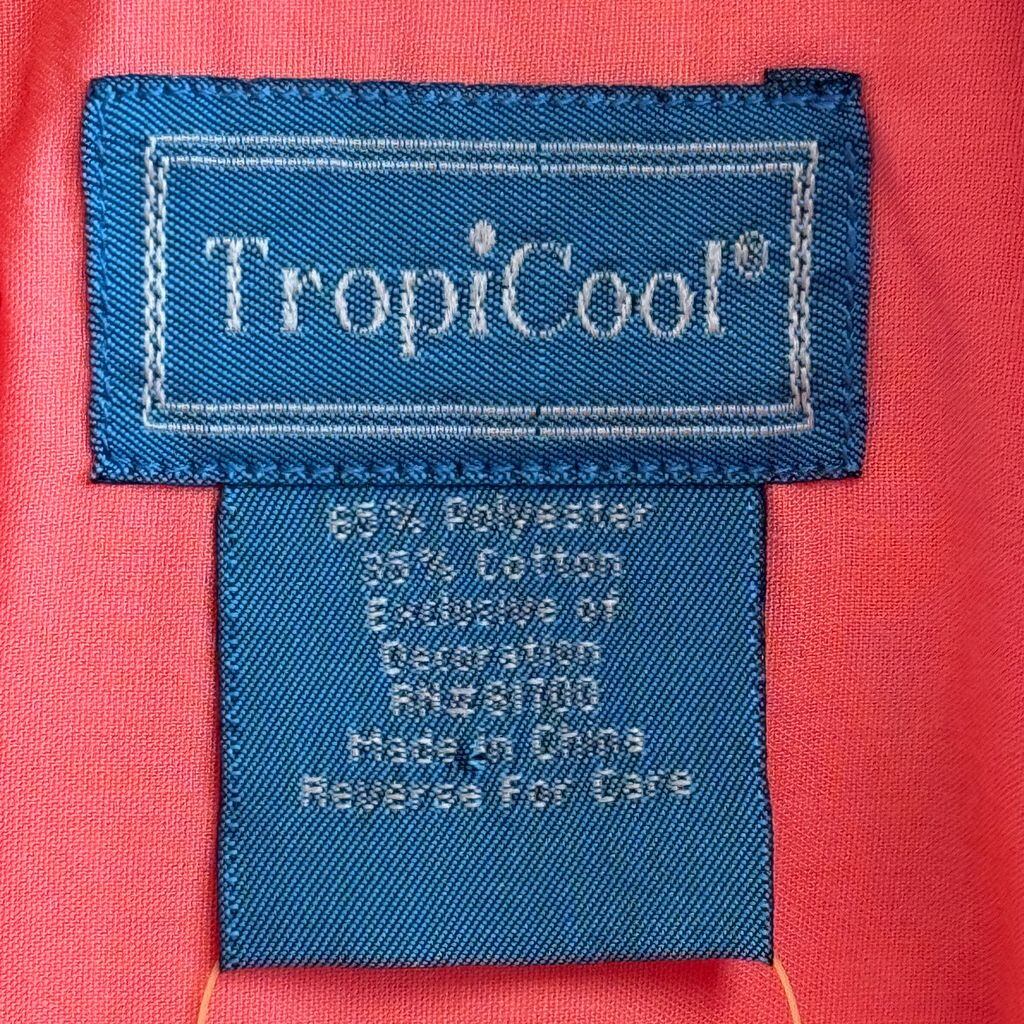 TropiCool®
65% Polyester
35% Cotton
Exclusive of
Decoration
RN#81700
Made in China
Reverse For Care